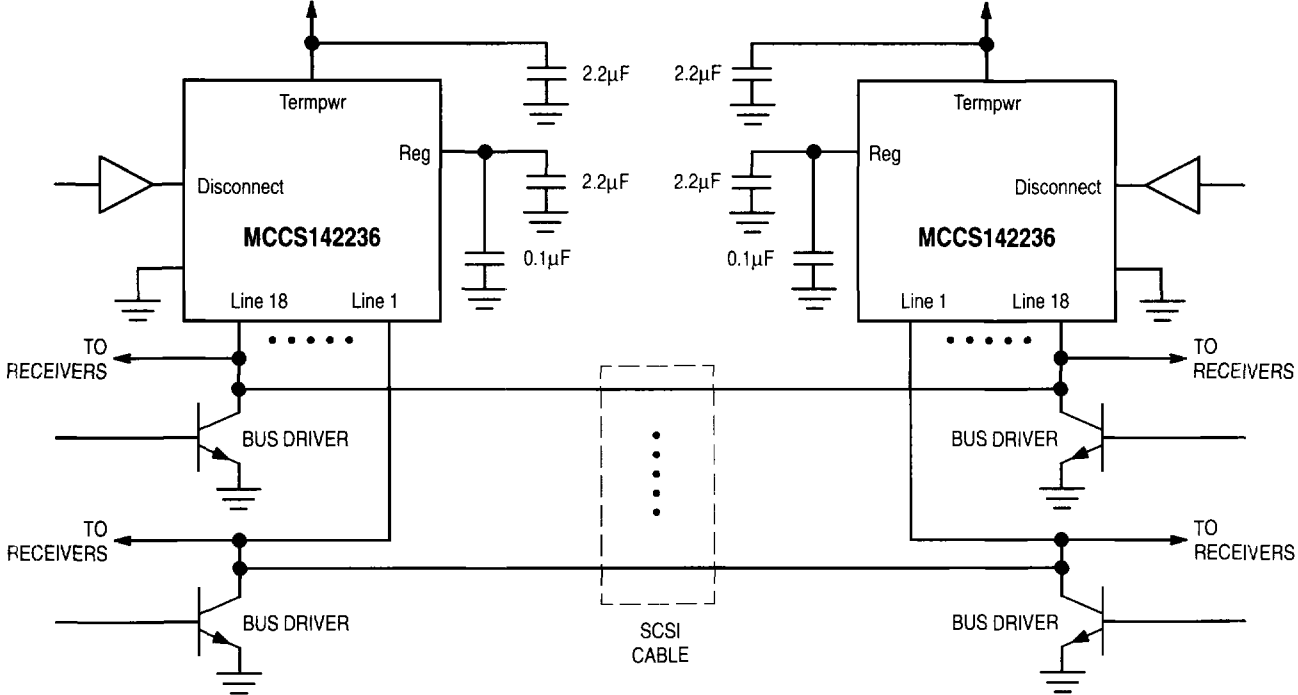 2.2µF
2.2µF
Termpwr
Termpwr
Reg
Reg
2.2µF
2.2µF
Disconnect
Disconnect
MCCS142236
MCCS142236
0.1µF
0.1µF
Line 18
Line 1
Line 1
Line 18
TO
RECEIVERS
TO
RECEIVERS
BUS DRIVER
BUS DRIVER
TO
RECEIVERS
TO
RECEIVERS
BUS DRIVER
BUS DRIVER
SCSI
CABLE